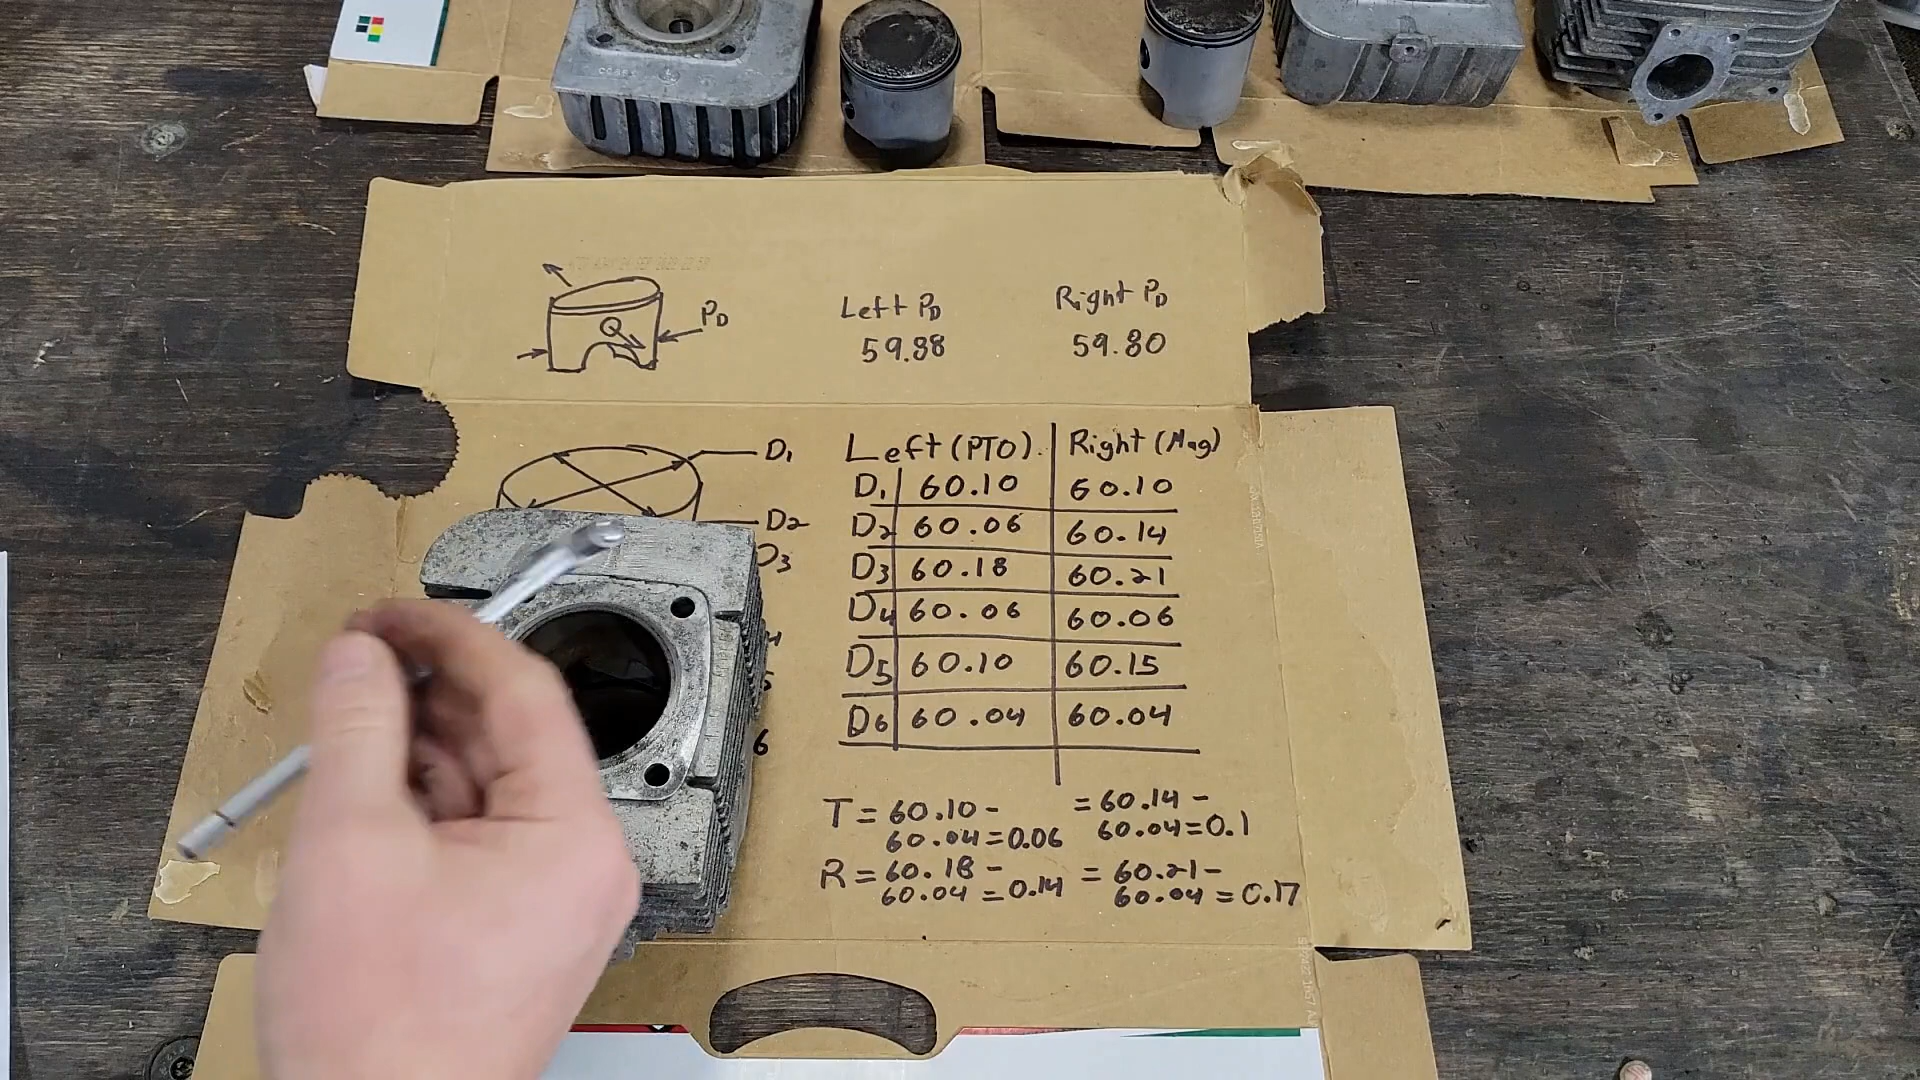 PD
Left PD
Right PD
59.88
59.80
D1
D2
D3
4
5
6
Left (PTO)
Right (Mag)
D1 60.10 60.10
D2 60.06 60.14
D3 60.18 60.21
D4 60.06 60.06
D5 60.10 60.15
D6 60.04 60.04
T = 60.10 -
60.04 = 0.06
= 60.14 -
60.04 = 0.1
R = 60.18 -
60.04 = 0.14
= 60.21 -
60.04 = 0.17